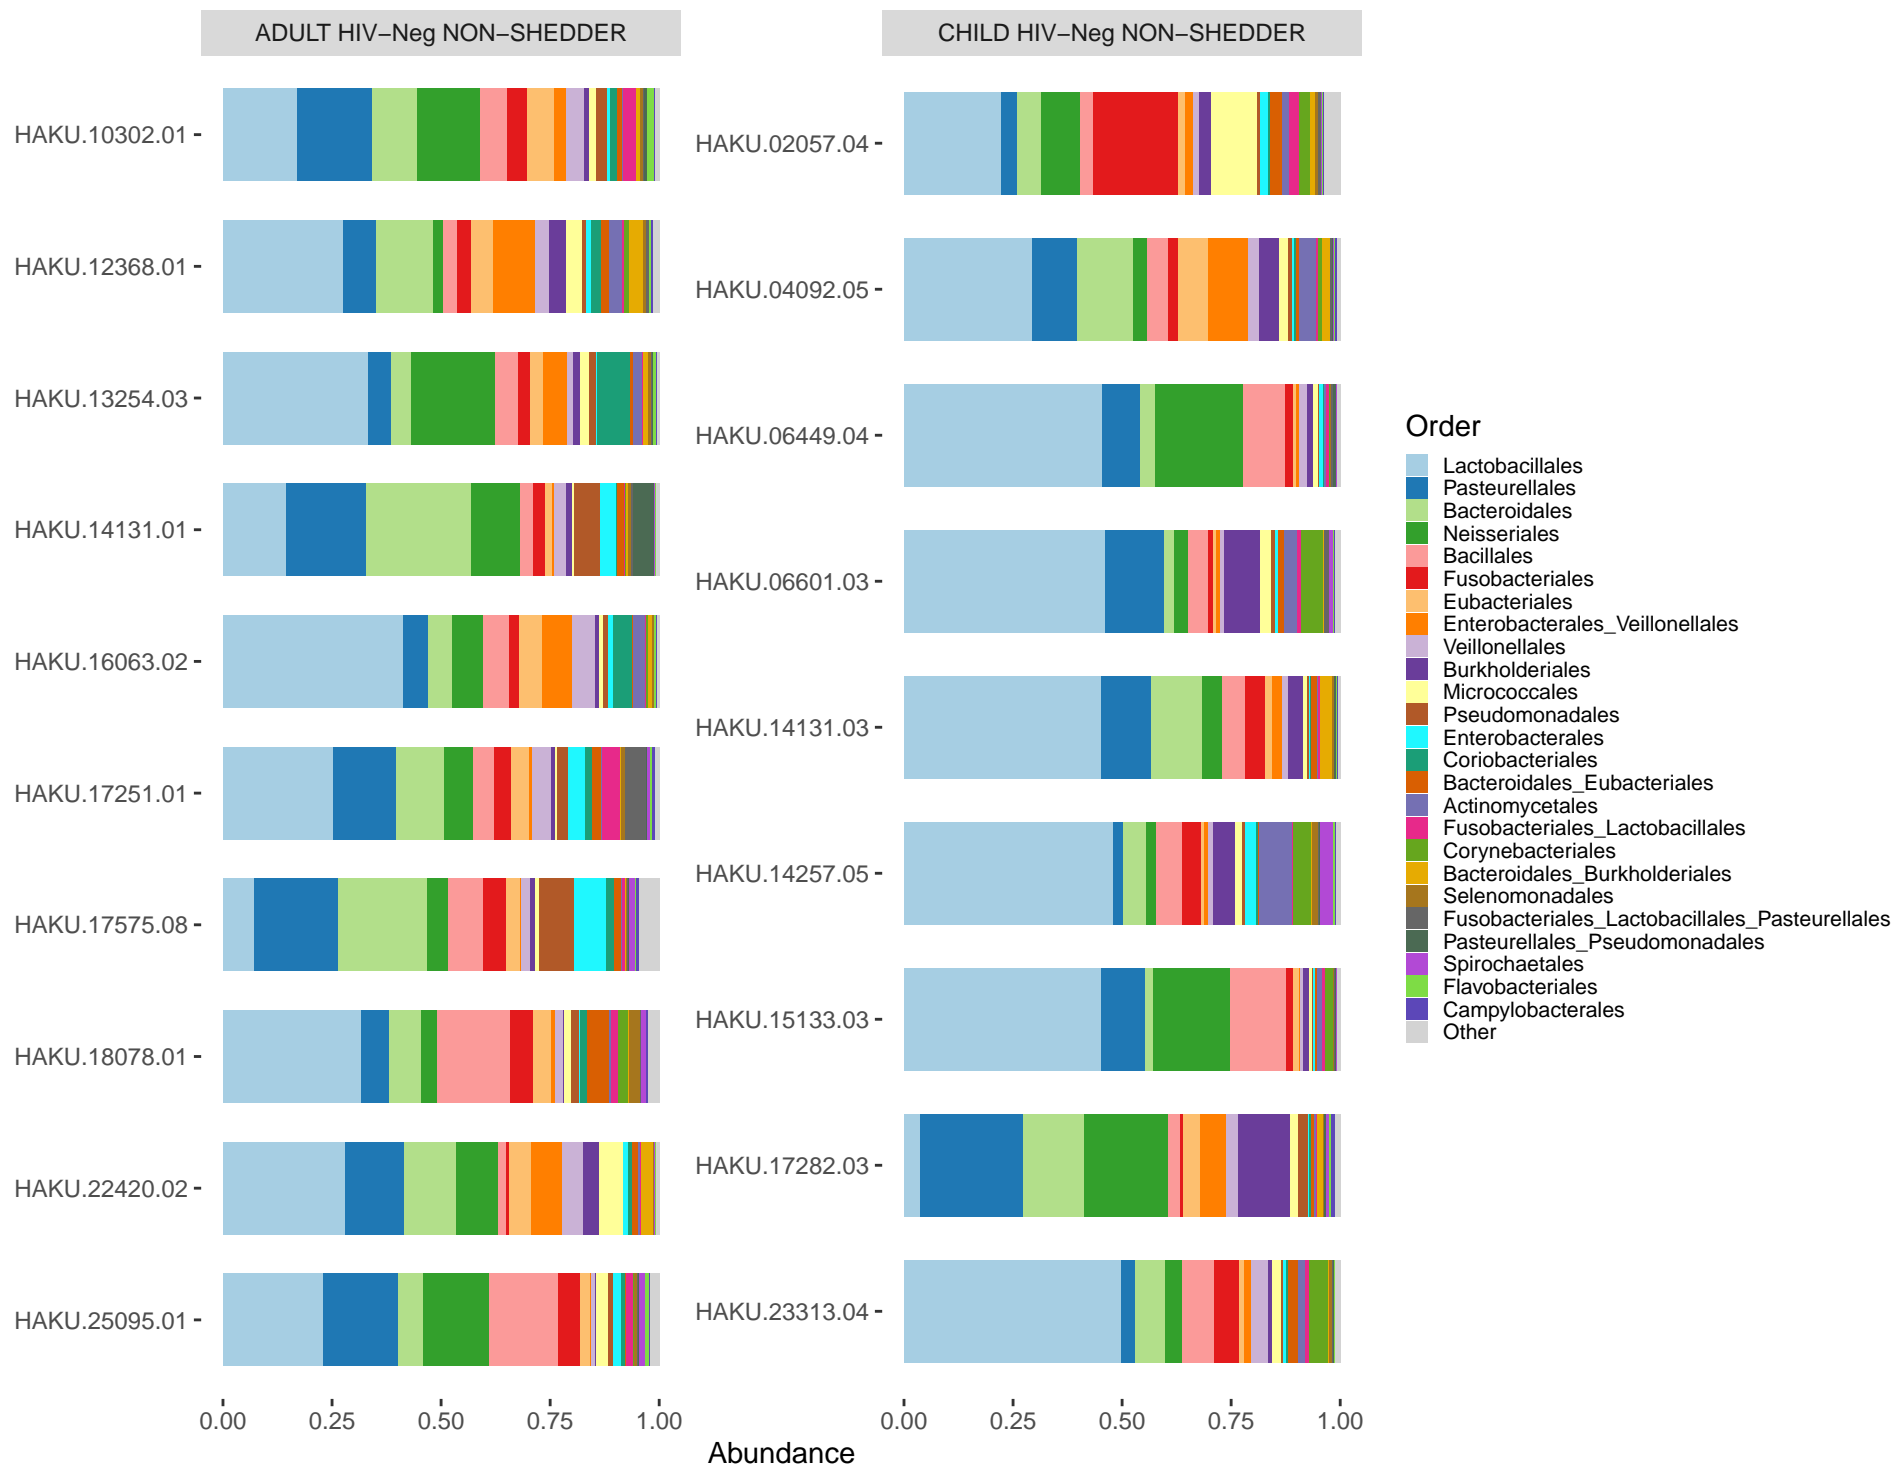 ADULT HIV−Neg NON−SHEDDER
HAKU.10302.01
HAKU.12368.01
HAKU.13254.03
HAKU.14131.01
HAKU.16063.02
HAKU.17251.01
HAKU.17575.08
HAKU.18078.01
HAKU.22420.02
HAKU.25095.01
0.00 0.25 0.50 0.75 1.00
CHILD HIV−Neg NON−SHEDDER
HAKU.02057.04
HAKU.04092.05
HAKU.06449.04
HAKU.06601.03
HAKU.14131.03
HAKU.14257.05
HAKU.15133.03
HAKU.17282.03
HAKU.23313.04
0.00 0.25 0.50 0.75 1.00
Abundance
Order
Lactobacillales
Pasteurellales
Bacteroidales
Neisseriales
Bacillales
Fusobacteriales
Eubacteriales
Enterobacterales_Veillonellales
Veillonellales
Burkholderiales
Micrococcales
Pseudomonadales
Enterobacterales
Coriobacteriales
Bacteroidales_Eubacteriales
Actinomycetales
Fusobacteriales_Lactobacillales
Corynebacteriales
Bacteroidales_Burkholderiales
Selenomonadales
Fusobacteriales_Lactobacillales_Pasteurellales
Pasteurellales_Pseudomonadales
Spirochaetales
Flavobacteriales
Campylobacterales
Other